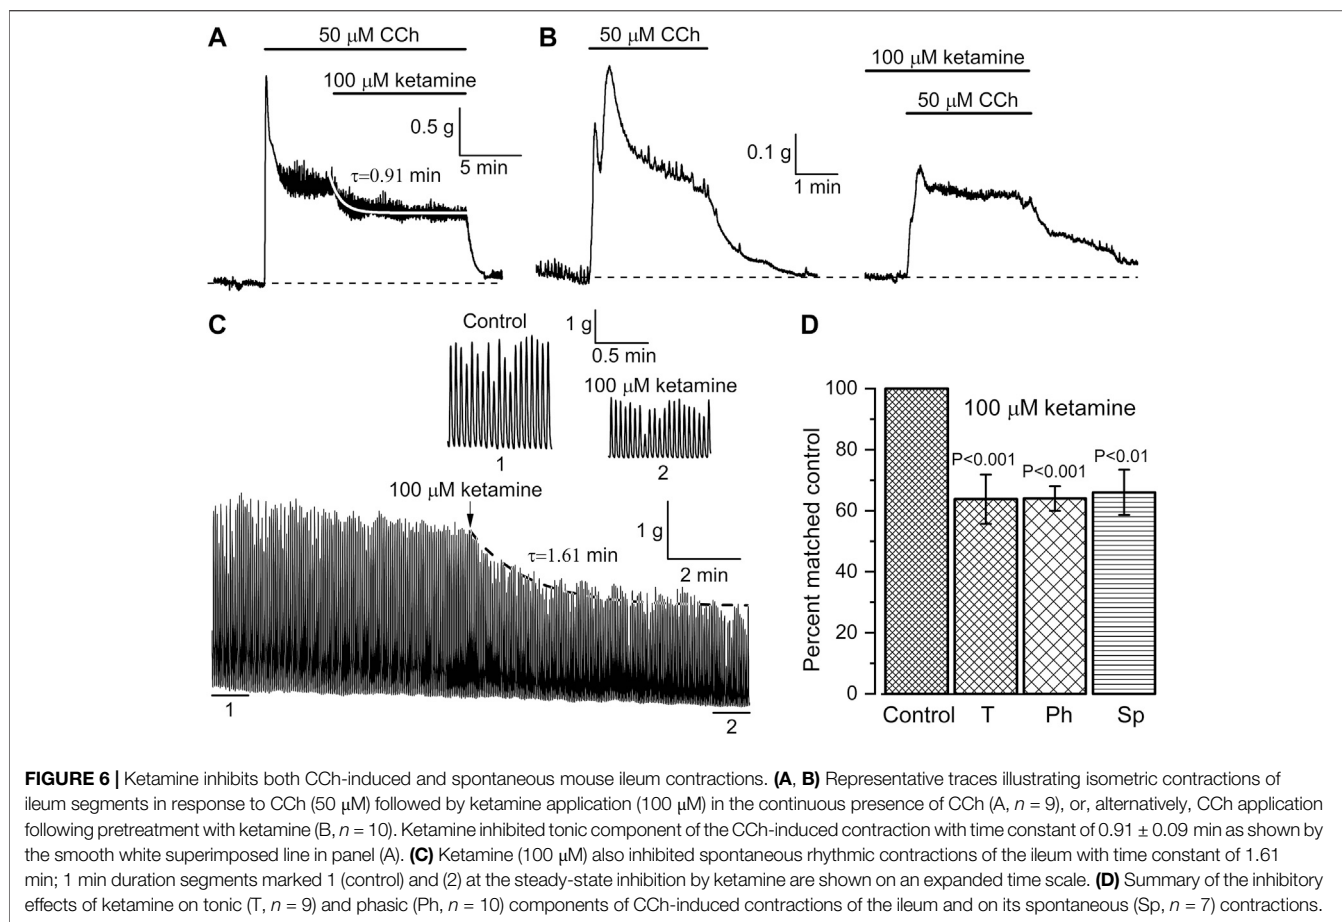 A
50 μM CCh
100 μM ketamine
0.5 g
5 min
τ=0.91 min
B
50 μM CCh
0.1 g
1 min
100 μM ketamine
50 μM CCh
C
Control
1 g
0.5 min
100 μM ketamine
1
2
100 μM ketamine
τ=1.61 min
1 g
2 min
1
2
D
Percent matched control
100
80
60
40
20
0
100 μM ketamine
P<0.001
P<0.001
P<0.01
Control T Ph Sp
FIGURE 6 | Ketamine inhibits both CCh-induced and spontaneous mouse ileum contractions. (A, B) Representative traces illustrating isometric contractions of
ileum segments in response to CCh (50 μM) followed by ketamine application (100 μM) in the continuous presence of CCh (A, n = 9), or, alternatively, CCh application
following pretreatment with ketamine (B, n = 10). Ketamine inhibited tonic component of the CCh-induced contraction with time constant of 0.91 ± 0.09 min as shown by
the smooth white superimposed line in panel (A). (C) Ketamine (100 μM) also inhibited spontaneous rhythmic contractions of the ileum with time constant of 1.61
min; 1 min duration segments marked 1 (control) and (2) at the steady-state inhibition by ketamine are shown on an expanded time scale. (D) Summary of the inhibitory
effects of ketamine on tonic (T, n = 9) and phasic (Ph, n = 10) components of CCh-induced contractions of the ileum and on its spontaneous (Sp, n = 7) contractions.